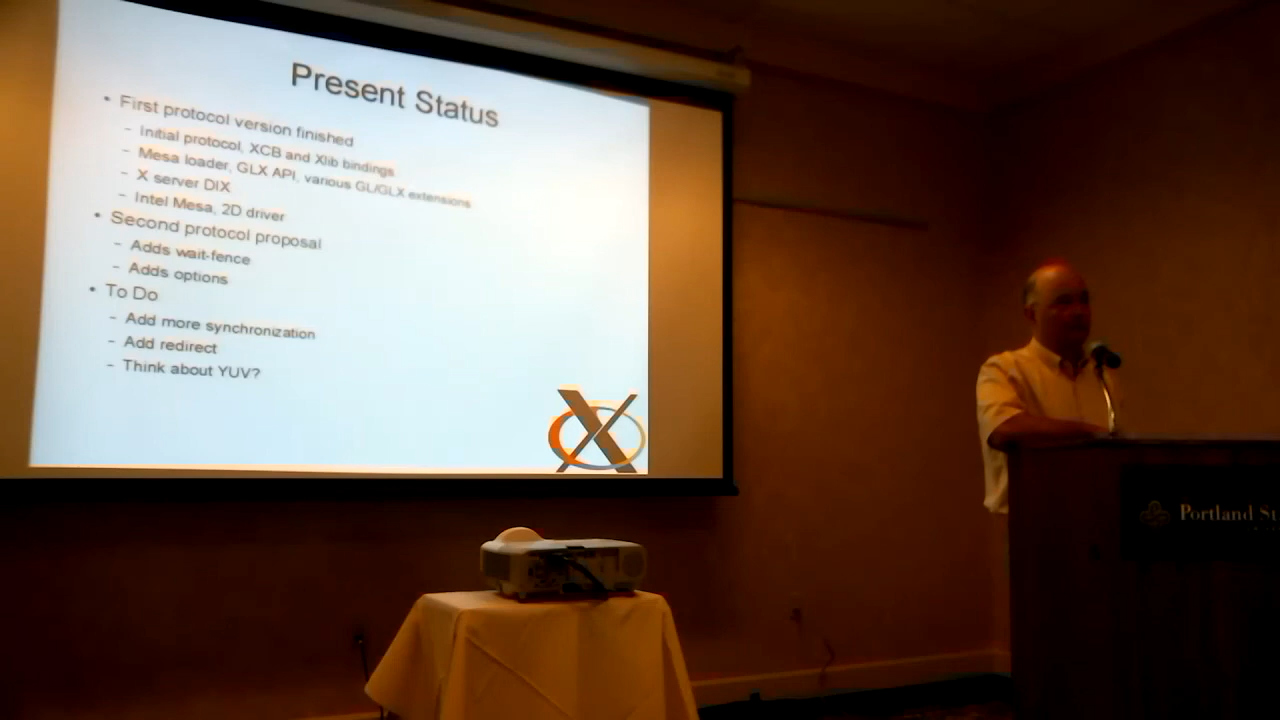 Present Status
• First protocol version finished
– Initial protocol, XCB and Xlib bindings
– Mesa loader, GLX API, various GL/GLX extensions
– X server DIX
– Intel Mesa, 2D driver
• Second protocol proposal
– Adds wait-fence
– Adds options
• To Do
– Add more synchronization
– Add redirect
– Think about YUV?
X
Portland St